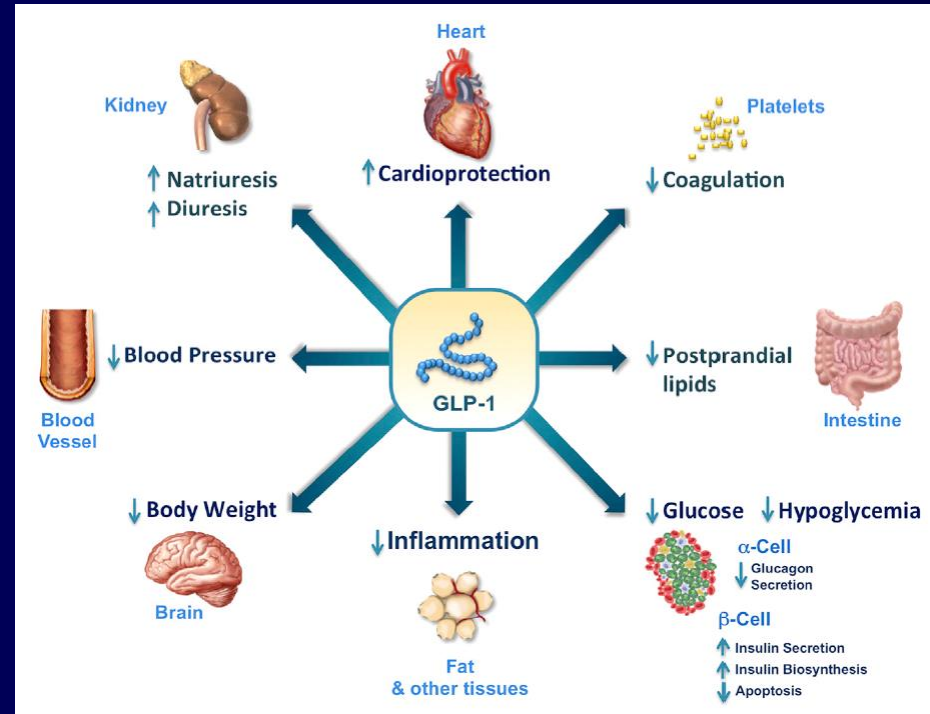 Heart
Kidney
Platelets
↑ Natriuresis
↑ Diuresis
↑ Cardioprotection
↓ Coagulation
↓ Blood Pressure
Blood
Vessel
GLP-1
↓ Postprandial
lipids
Intestine
↓ Body Weight
Brain
↓ Inflammation
Fat
& other tissues
↓ Glucose ↓ Hypoglycemia
α-Cell
↓ Glucagon
Secretion
β-Cell
↑ Insulin Secretion
↑ Insulin Biosynthesis
↓ Apoptosis